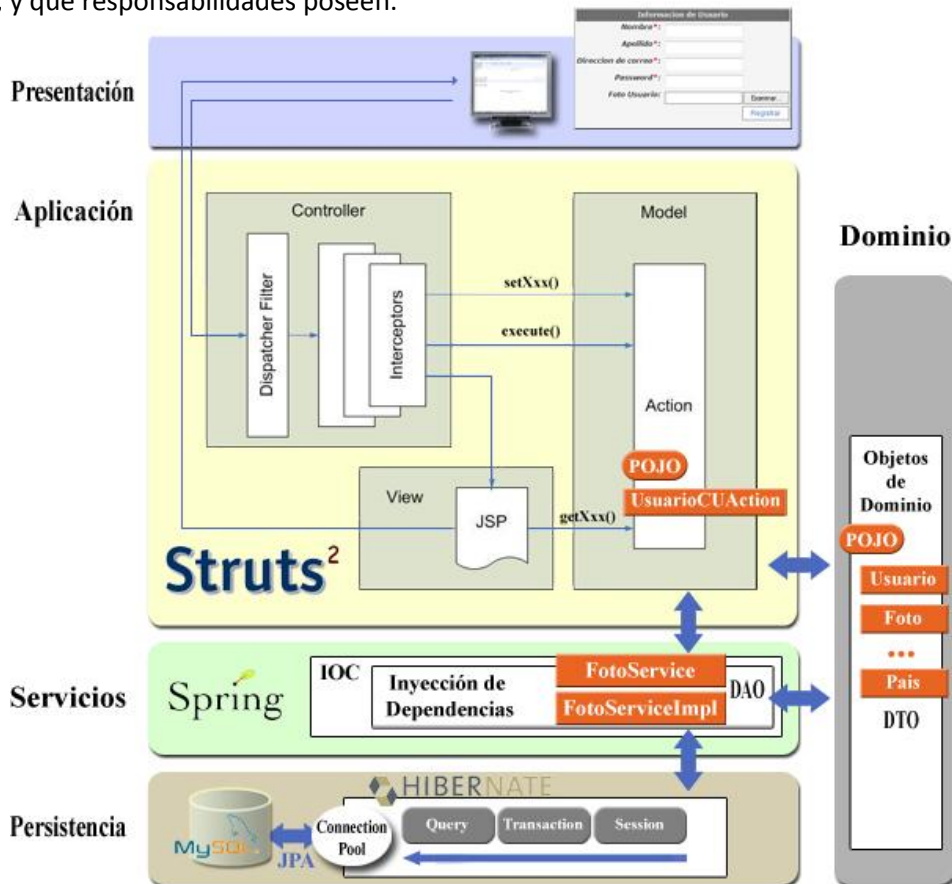 y que responsabilidades poseen.
Informacion de Usuario
Nombre*:
Apellido*:
Direccion de correo*:
Password*:
Foto Usuario:
Examinar...
Registrar
Presentación
Aplicación
Controller
Dispatcher Filter
Interceptors
setXxx()
execute()
Model
Action
POJO
UsuarioCUAction
View
JSP
getXxx()
Struts2
Dominio
Objetos
de
Dominio
POJO
Usuario
Foto
...
Pais
DTO
Servicios
Spring
IOC
Inyección de
Dependencias
FotoService
FotoServiceImpl
DAO
Persistencia
MySQL
JPA
HIBERNATE
Connection
Pool
Query
Transaction
Session